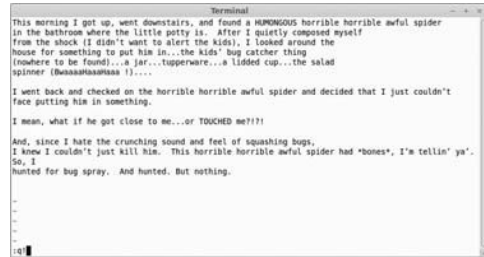 Terminal
This morning I got up, went downstairs, and found a HUMONGOUS horrible horrible awful spider
in the bathroom where the little potty is.  After I quietly composed myself
from the shock (I didn't want to alert the kids), I looked around the
house for something to put him in...the kids' bug catcher thing
(nowhere to be found)...a jar...tupperware...a lidded cup...the salad
spinner (BwaaaaHaaaHaaa !)....
I went back and checked on the horrible horrible awful spider and decided that I just couldn't
face putting him in something.
I mean, what if he got close to me...or TOUCHED me?!?!
And, since I hate the crunching sound and feel of squashing bugs,
I knew I couldn't just kill him.  This horrible horrible awful spider had *bones*, I'm tellin' ya'.
So, I
hunted for bug spray.  And hunted. But nothing.
~
~
~
~
~
:q!